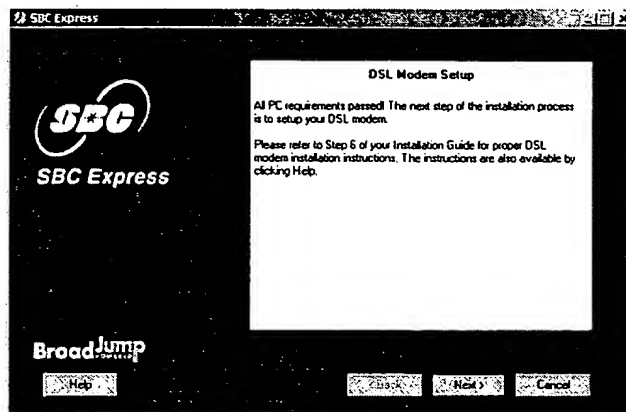 SBC Express
DSL Modem Setup
All PC requirements passed! The next step of the installation process
is to setup your DSL modem.
Please refer to Step 6 of your Installation Guide for proper DSL
modem installation instructions. The instructions are also available by
clicking Help.
SBC
SBC Express
BroadJump
Help
< Back
Next >
Cancel